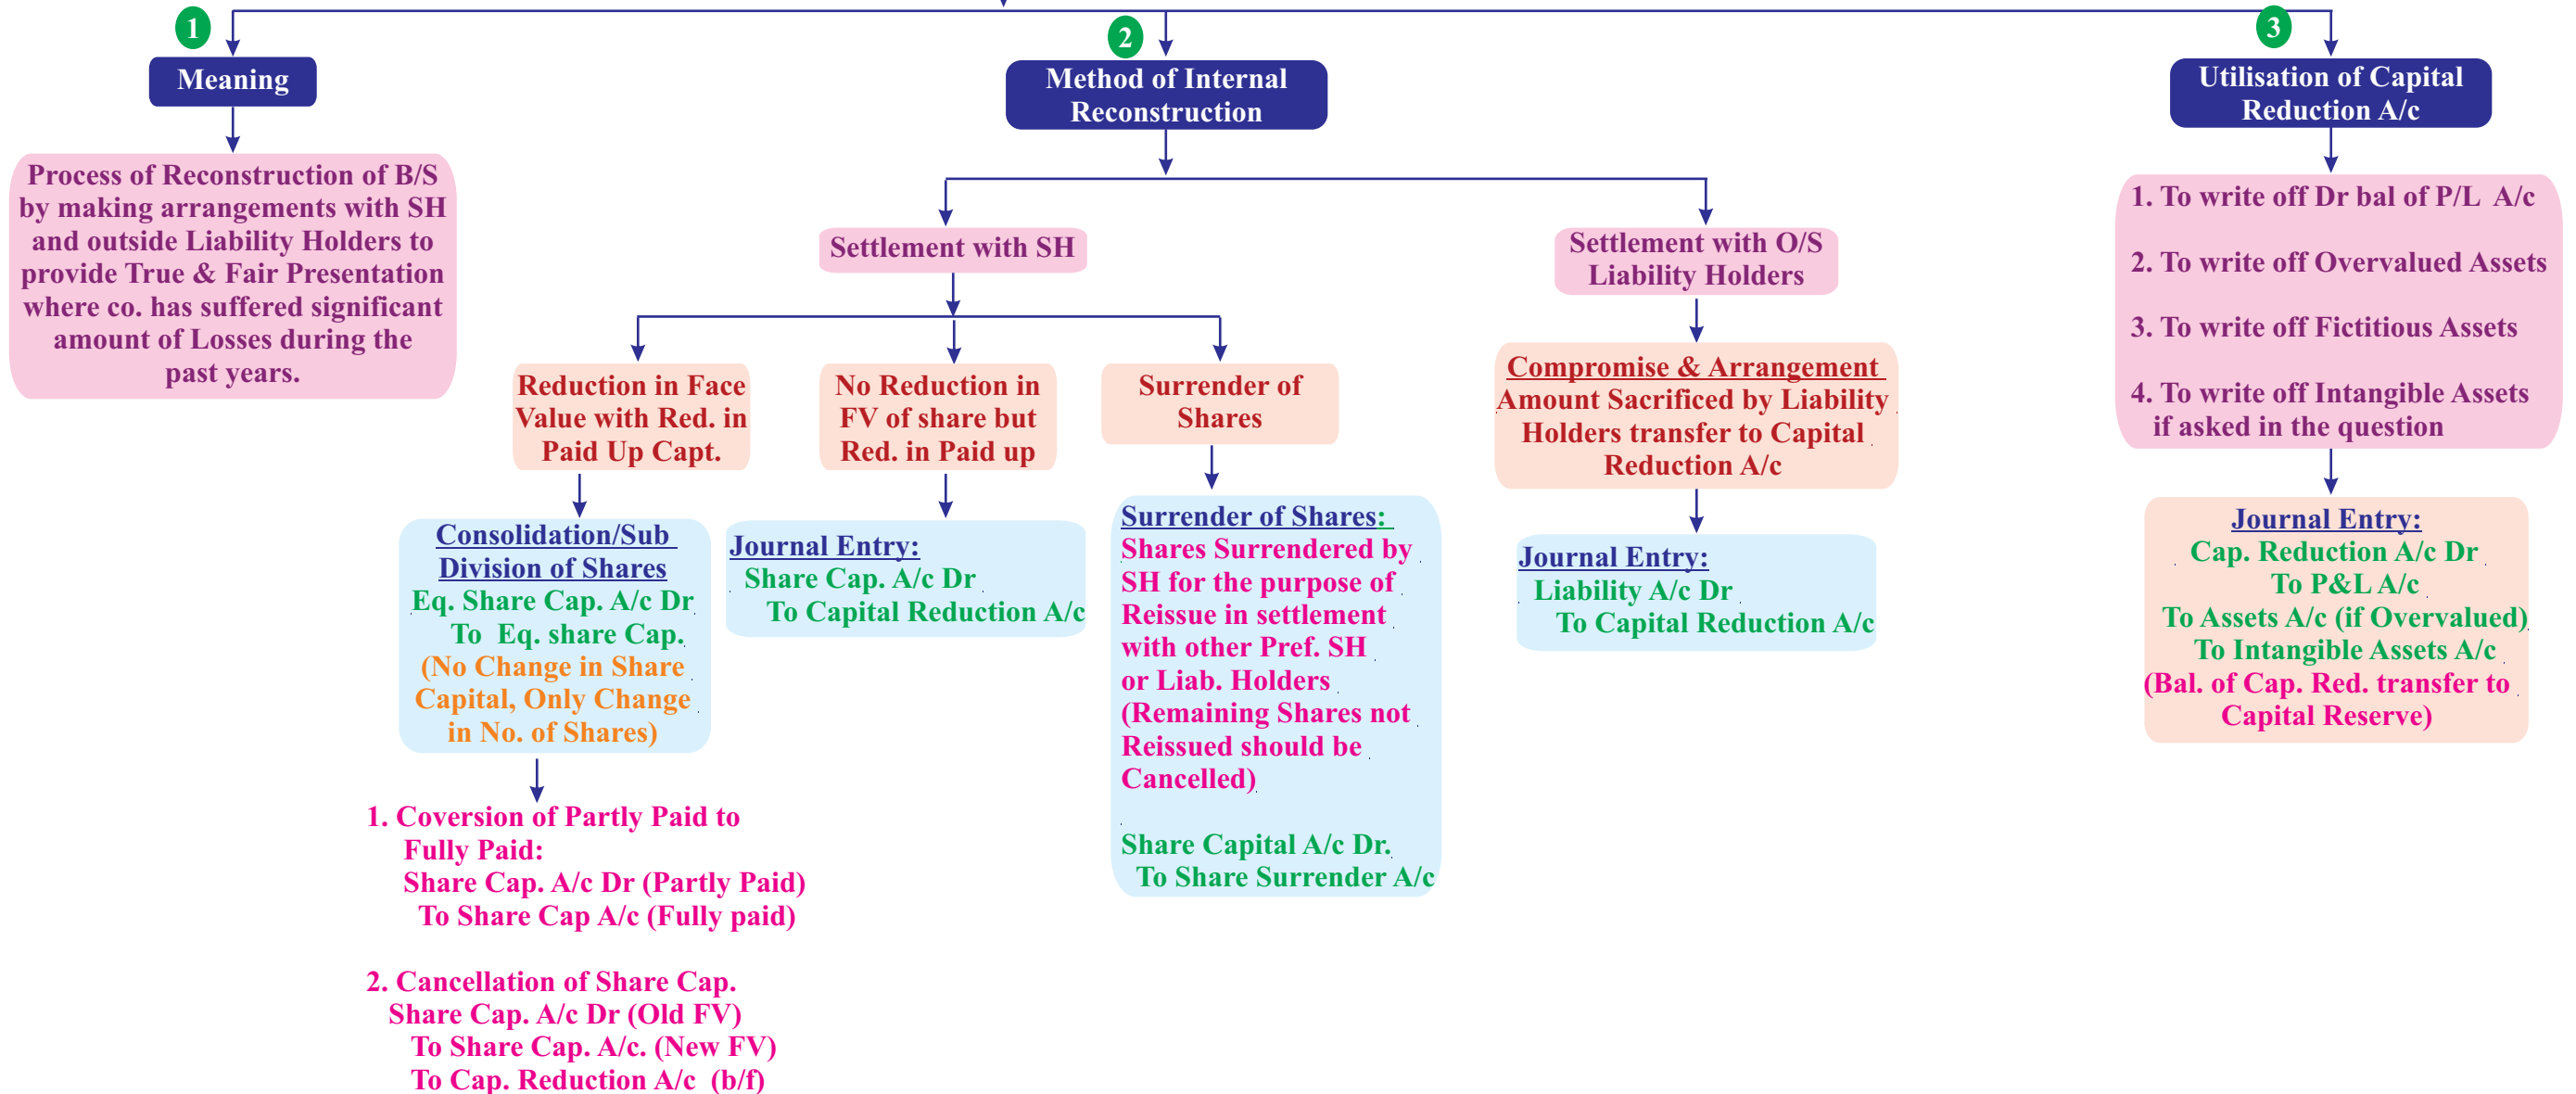 1
Meaning
Process of Reconstruction of B/S
by making arrangements with SH
and outside Liability Holders to
provide True & Fair Presentation
where co. has suffered significant
amount of Losses during the
past years.
2
Method of Internal
Reconstruction
Settlement with SH
Reduction in Face
Value with Red. in
Paid Up Capt.
Consolidation/Sub
Division of Shares
Eq. Share Cap. A/c Dr
To Eq. share Cap.
(No Change in Share
Capital, Only Change
in No. of Shares)
1. Coversion of Partly Paid to
Fully Paid:
Share Cap. A/c Dr (Partly Paid)
To Share Cap A/c (Fully paid)
2. Cancellation of Share Cap.
Share Cap. A/c Dr (Old FV)
To Share Cap. A/c. (New FV)
To Cap. Reduction A/c (b/f)
No Reduction in
FV of share but
Red. in Paid up
Journal Entry:
Share Cap. A/c Dr
To Capital Reduction A/c
Surrender of
Shares
Surrender of Shares:
Shares Surrendered by
SH for the purpose of
Reissue in settlement
with other Pref. SH
or Liab. Holders
(Remaining Shares not
Reissued should be
Cancelled)
Share Capital A/c Dr.
To Share Surrender A/c
Settlement with O/S
Liability Holders
Compromise & Arrangement
Amount Sacrificed by Liability
Holders transfer to Capital
Reduction A/c
Journal Entry:
Liability A/c Dr
To Capital Reduction A/c
3
Utilisation of Capital
Reduction A/c
1. To write off Dr bal of P/L A/c
2. To write off Overvalued Assets
3. To write off Fictitious Assets
4. To write off Intangible Assets
if asked in the question
Journal Entry:
Cap. Reduction A/c Dr
To P&L A/c
To Assets A/c (if Overvalued)
To Intangible Assets A/c
(Bal. of Cap. Red. transfer to
Capital Reserve)